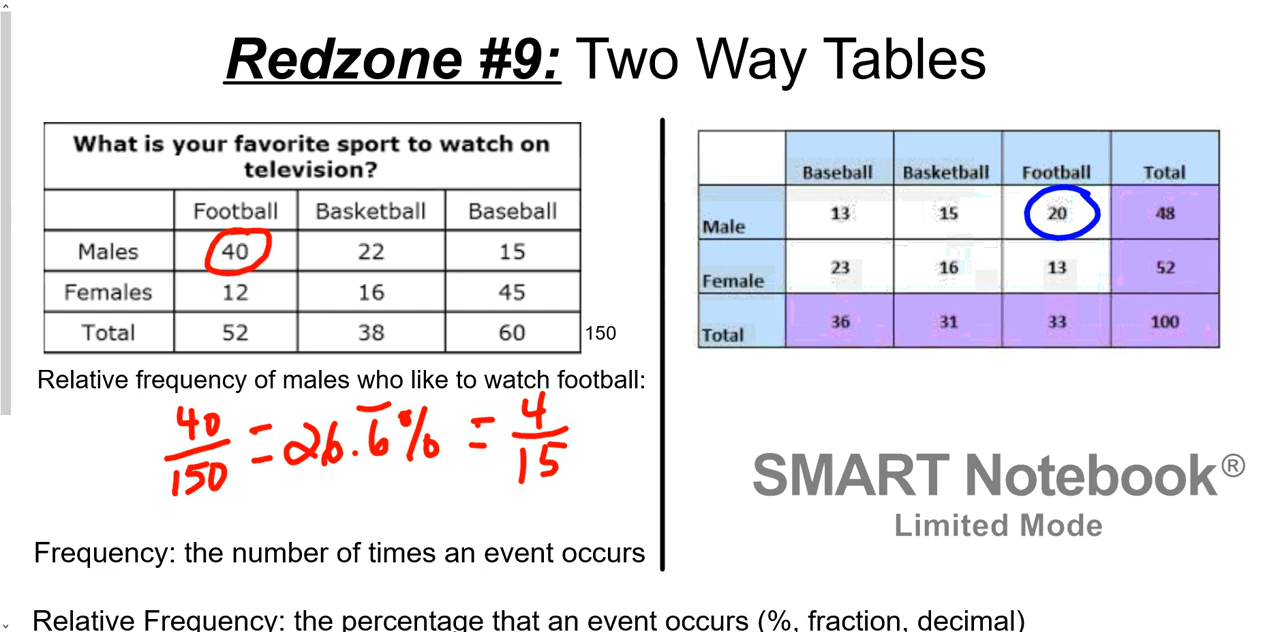 Redzone #9: Two Way Tables
What is your favorite sport to watch on
television?
Football Basketball Baseball
Males 40 22 15
Females 12 16 45
Total 52 38 60 150
Relative frequency of males who like to watch football:
40/150 = 26.6̅% = 4/15
Frequency: the number of times an event occurs
Relative Frequency: the percentage that an event occurs (%, fraction, decimal)
Baseball Basketball Football Total
Male 13 15 20 48
Female 23 16 13 52
Total 36 31 33 100
SMART Notebook®
Limited Mode